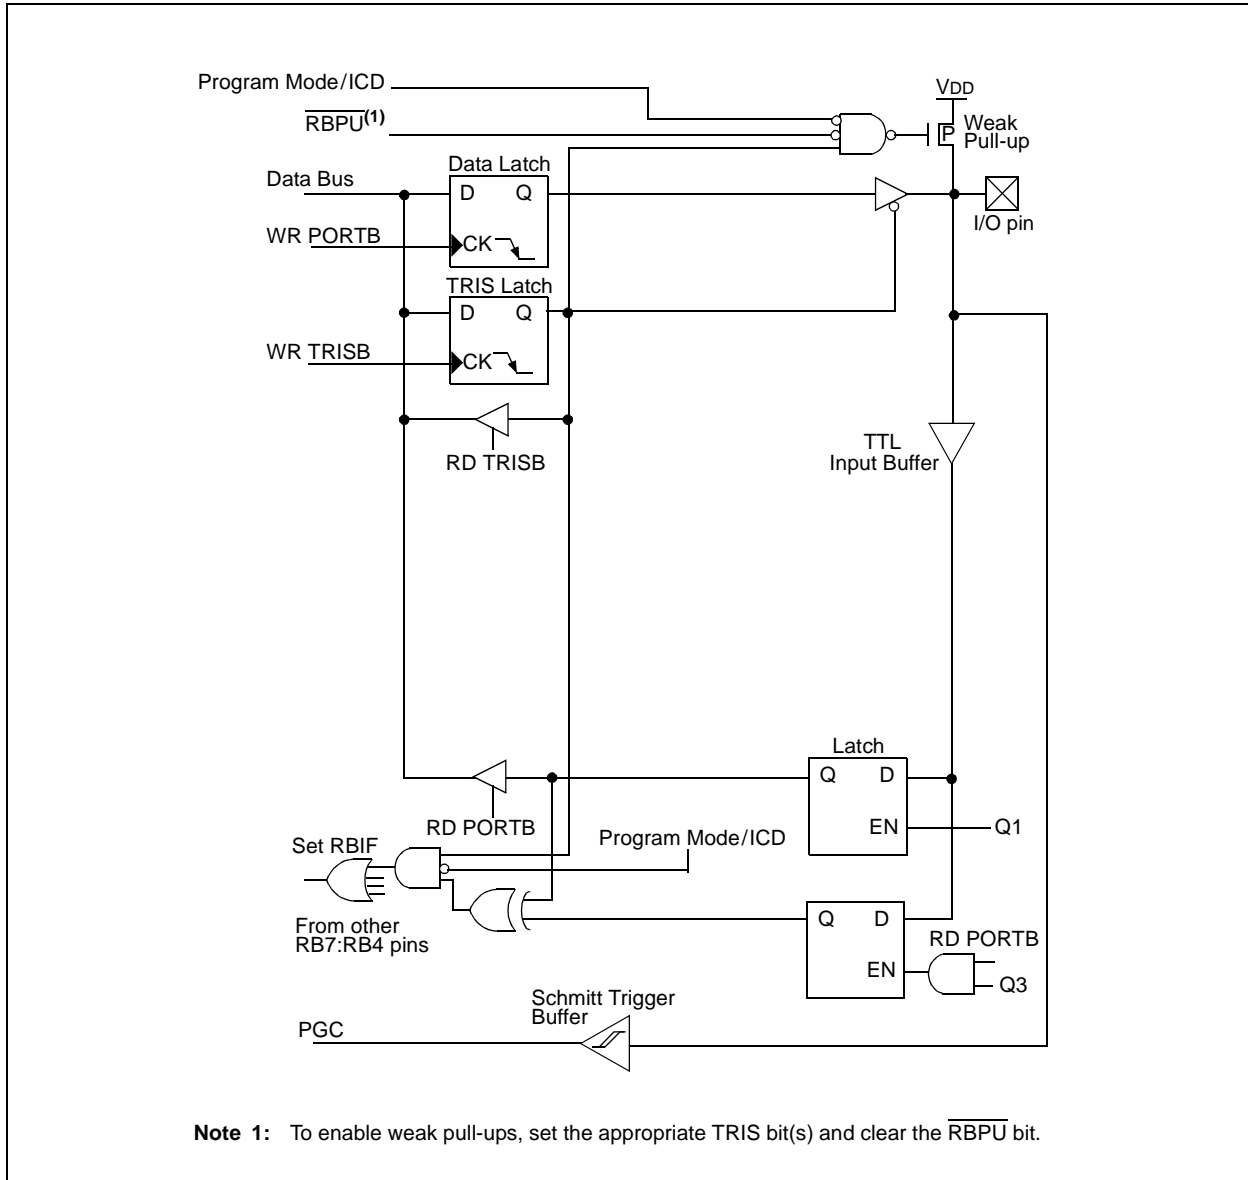 Program Mode/ICD
RBPU(1)
VDD
P
Weak
Pull-up
Data Latch
Data Bus
D Q
I/O pin
WR PORTB
CK
TRIS Latch
D Q
WR TRISB
CK
RD TRISB
TTL
Input Buffer
Latch
Q D
RD PORTB
EN
Q1
Program Mode/ICD
Set RBIF
From other
RB7:RB4 pins
Q D
RD PORTB
EN
Q3
Schmitt Trigger
Buffer
PGC
Note 1: To enable weak pull-ups, set the appropriate TRIS bit(s) and clear the RBPU bit.